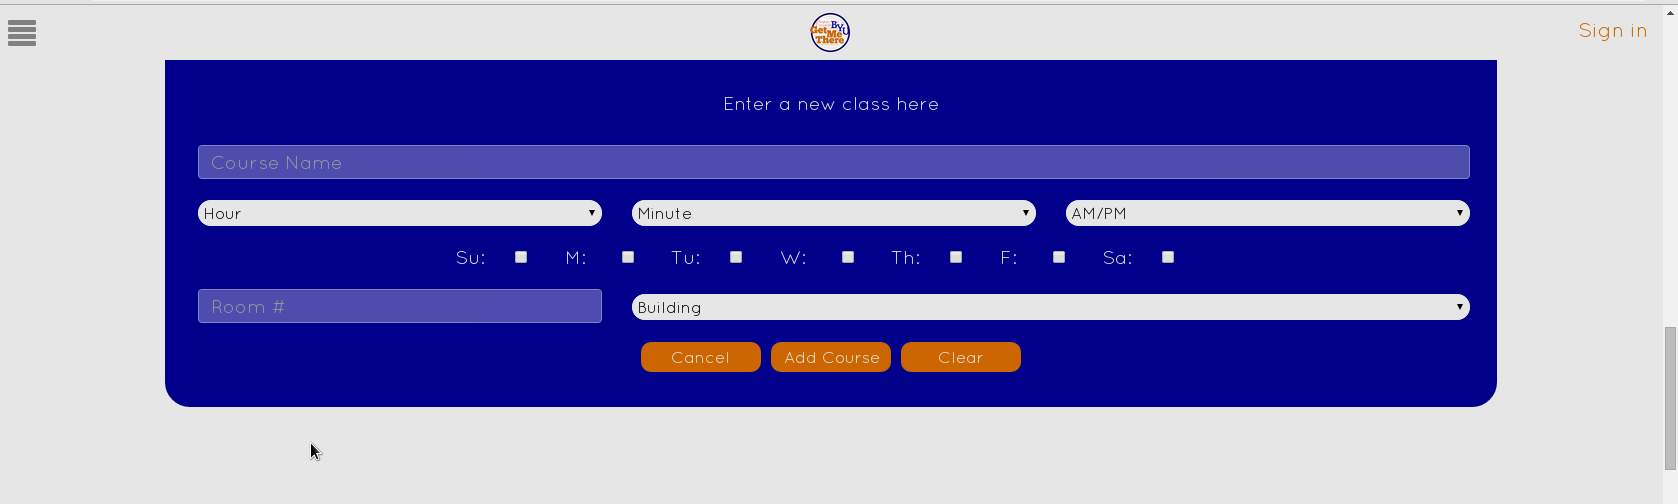 BYU
Get Me There
Sign in
Enter a new class here
Course Name
Hour Minute AM/PM
Su: M: Tu: W: Th: F: Sa:
Room # Building
Cancel Add Course Clear